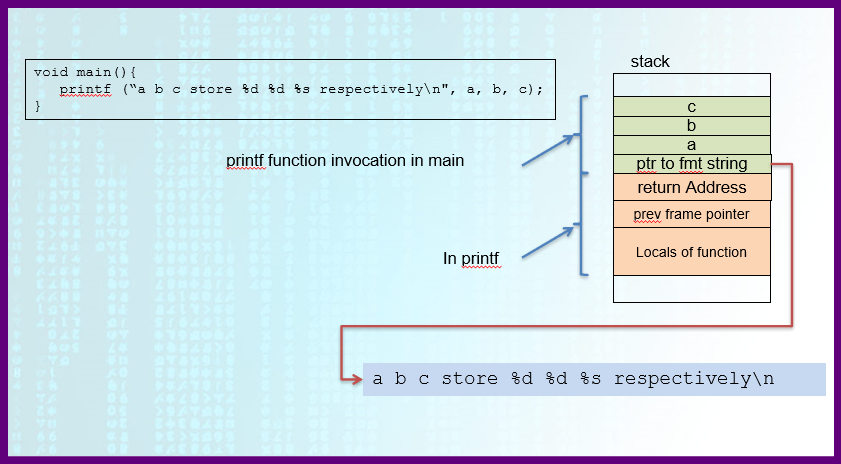 void main(){
printf (“a b c store %d %d %s respectively\n", a, b, c);
}
stack
c
b
a
ptr to fmt string
return Address
prev frame pointer
Locals of function
printf function invocation in main
In printf
a b c store %d %d %s respectively\n